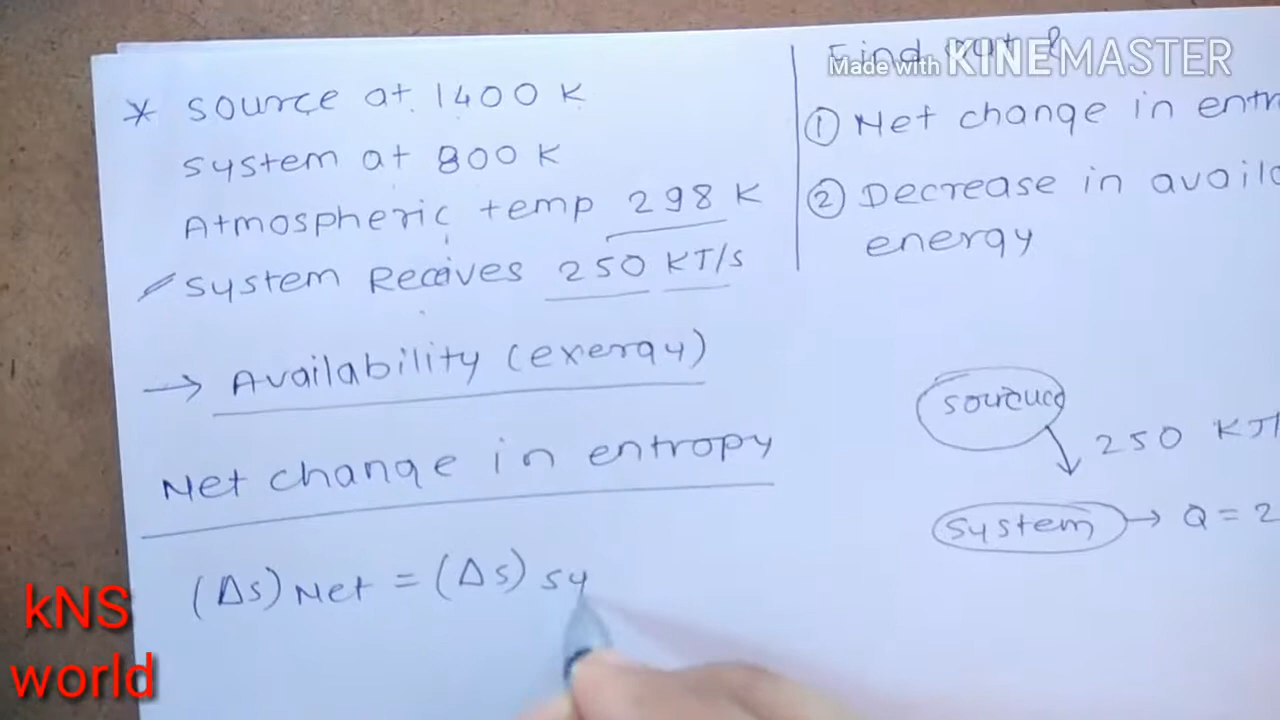 * Source at 1400 K
System at 800 K
Atmospheric temp 298 K
System Receives 250 KJ/s
→ Availability (exergy)
Net change in entropy
(Δs) Net = (Δs) sy
Find out
Made with KINEMASTER
① Net change in entr
② Decrease in availa
energy
source
250 KJ/
system → Q = 2
kNS
world